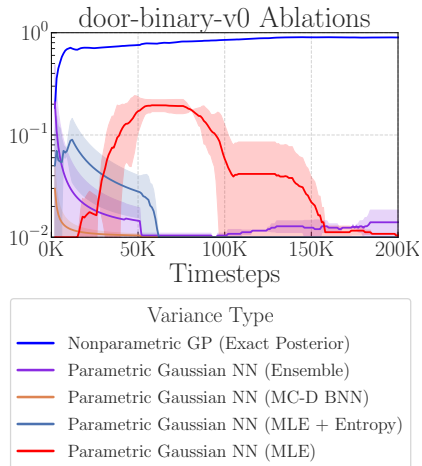 door-binary-v0 Ablations
10^0
10^{-1}
10^{-2}
0K 50K 100K 150K 200K
Timesteps
Variance Type
Nonparametric GP (Exact Posterior)
Parametric Gaussian NN (Ensemble)
Parametric Gaussian NN (MC-D BNN)
Parametric Gaussian NN (MLE + Entropy)
Parametric Gaussian NN (MLE)